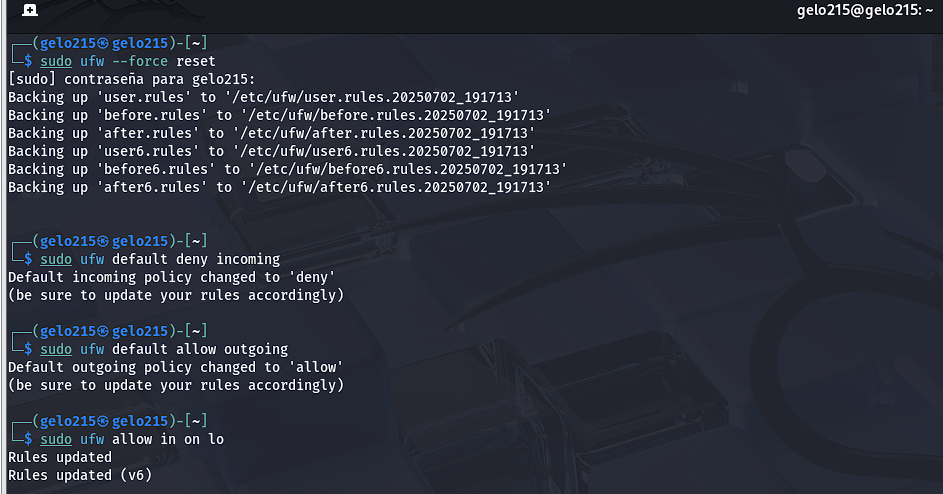 gelo215@gelo215: ~
┌──(gelo215㉿gelo215)-[~]
└─$ sudo ufw --force reset
[sudo] contraseña para gelo215:
Backing up 'user.rules' to '/etc/ufw/user.rules.20250702_191713'
Backing up 'before.rules' to '/etc/ufw/before.rules.20250702_191713'
Backing up 'after.rules' to '/etc/ufw/after.rules.20250702_191713'
Backing up 'user6.rules' to '/etc/ufw/user6.rules.20250702_191713'
Backing up 'before6.rules' to '/etc/ufw/before6.rules.20250702_191713'
Backing up 'after6.rules' to '/etc/ufw/after6.rules.20250702_191713'
┌──(gelo215㉿gelo215)-[~]
└─$ sudo ufw default deny incoming
Default incoming policy changed to 'deny'
(be sure to update your rules accordingly)
┌──(gelo215㉿gelo215)-[~]
└─$ sudo ufw default allow outgoing
Default outgoing policy changed to 'allow'
(be sure to update your rules accordingly)
┌──(gelo215㉿gelo215)-[~]
└─$ sudo ufw allow in on lo
Rules updated
Rules updated (v6)